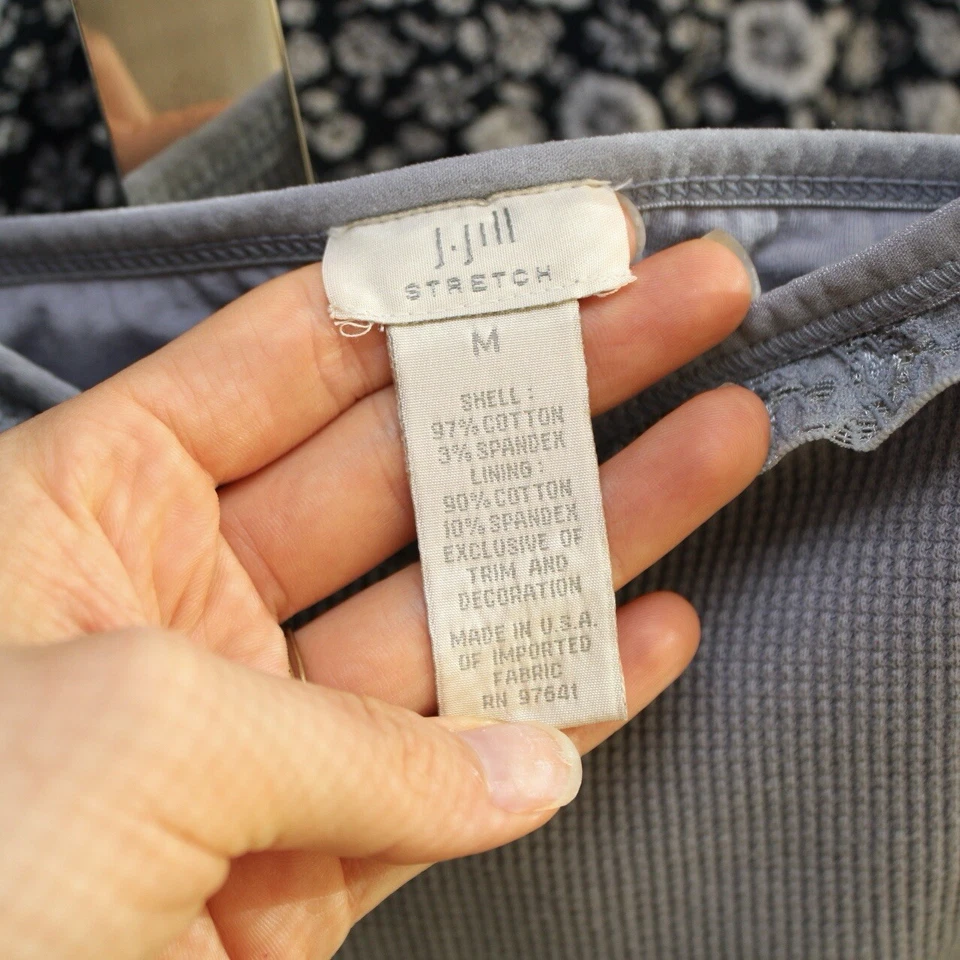 J.Jill
STRETCH
M
SHELL:
97% COTTON
3% SPANDEX
LINING:
90% COTTON
10% SPANDEX
EXCLUSIVE OF
TRIM AND
DECORATION
MADE IN U.S.A.
OF IMPORTED
FABRIC
RN 97641